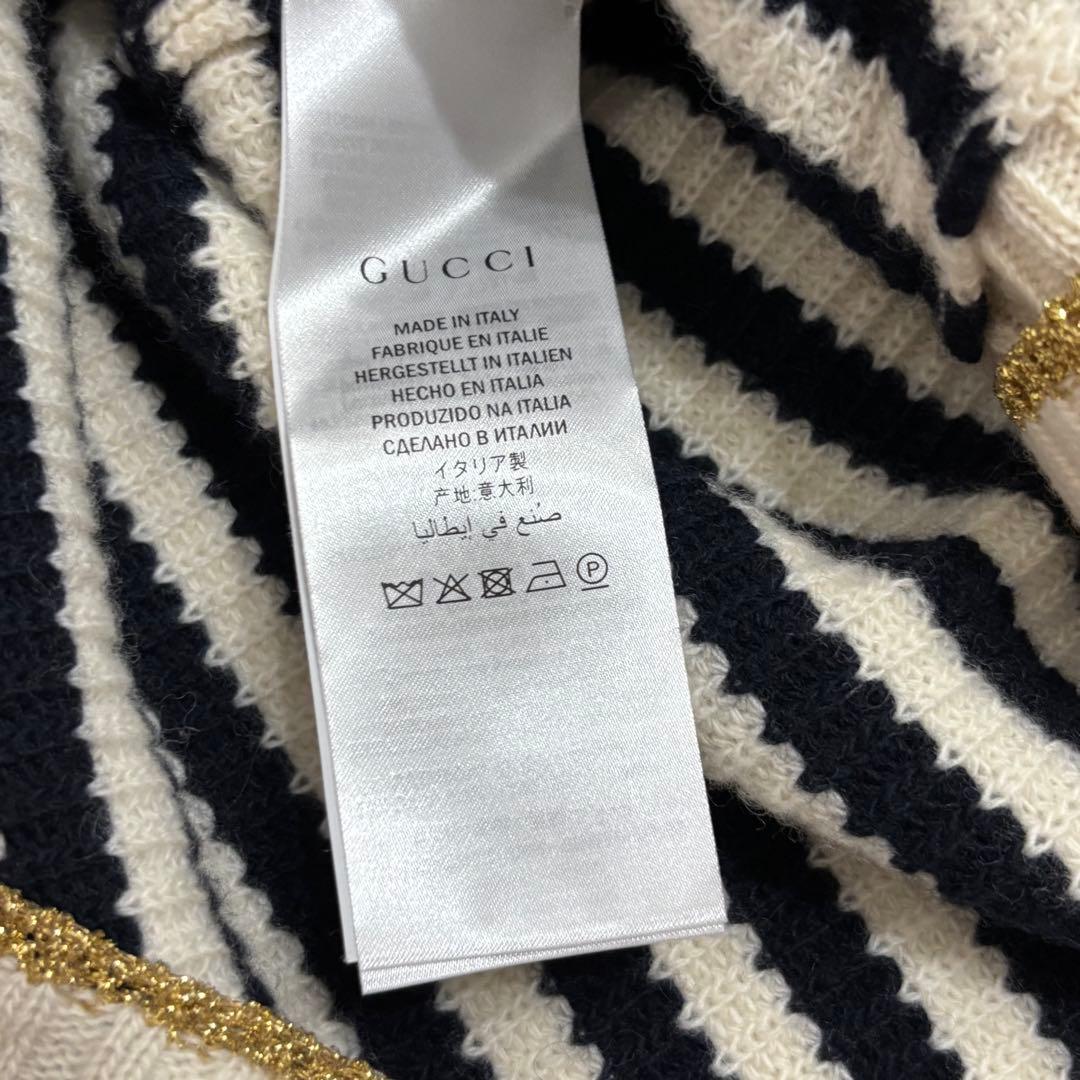 GUCCI
MADE IN ITALY
FABRIQUE EN ITALIE
HERGESTELLT IN ITALIEN
HECHO EN ITALIA
PRODUZIDO NA ITALIA
СДЕЛАНО В ИТАЛИИ
イタリア製
产地:意大利
صُنع في إيطاليا
P